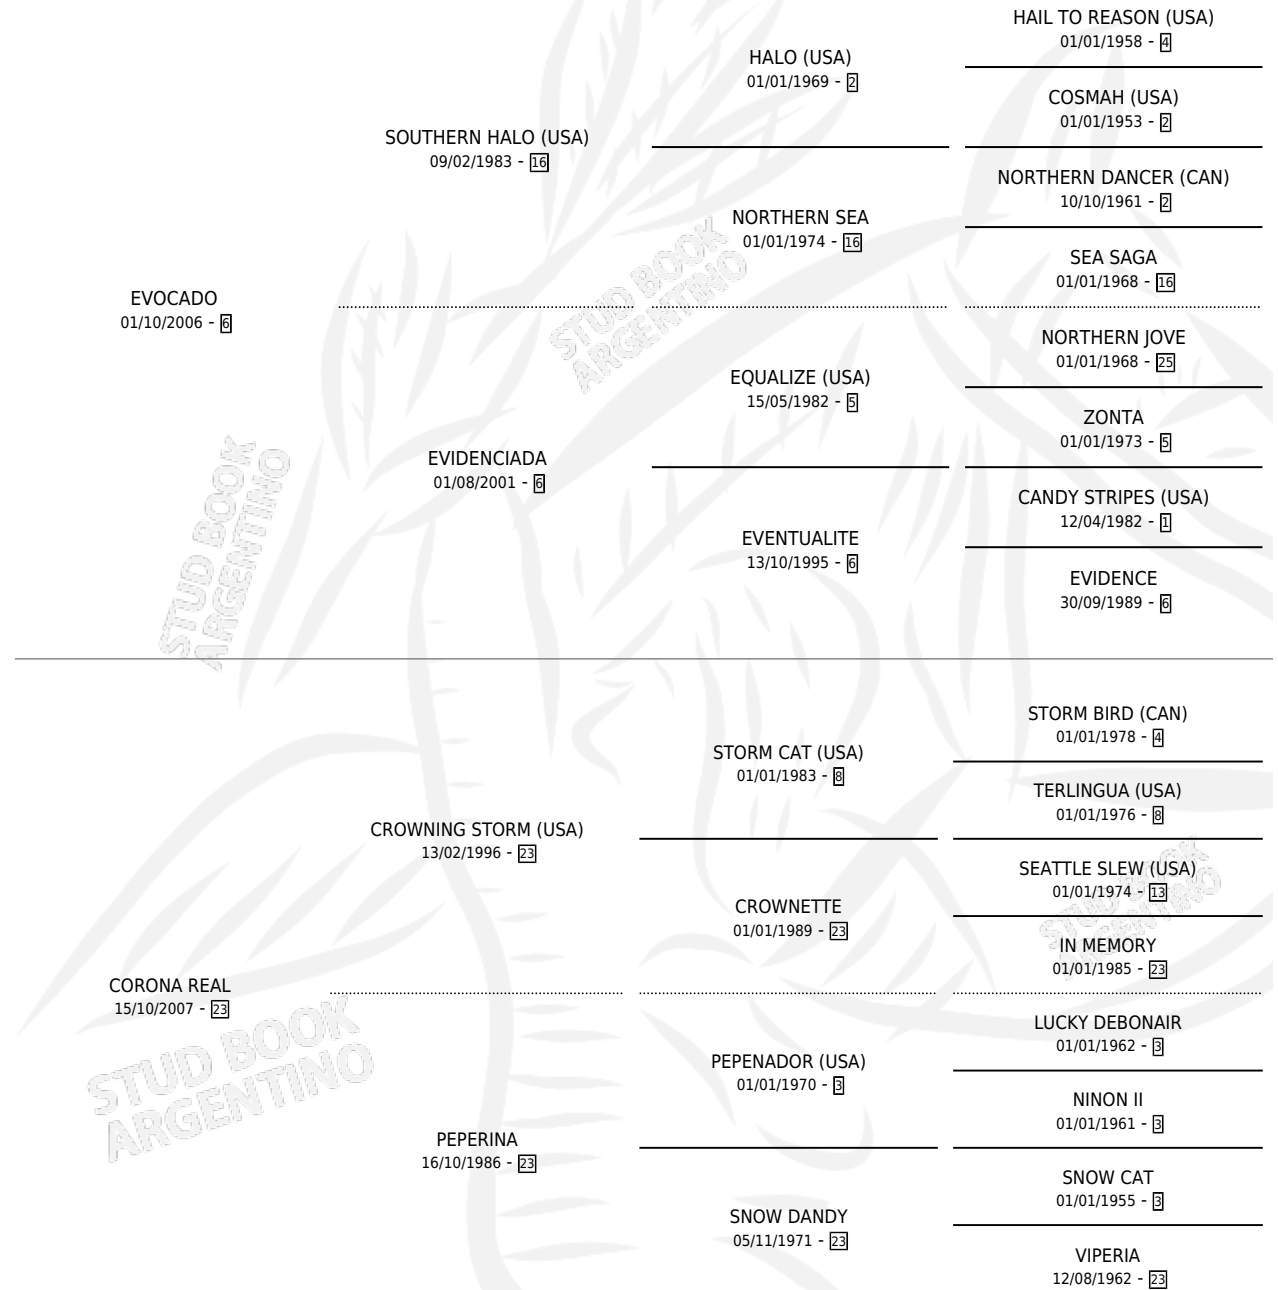 HAIL TO REASON (USA)
01/01/1958 - 4
HALO (USA)
01/01/1969 - 2
COSMAH (USA)
01/01/1953 - 2
SOUTHERN HALO (USA)
09/02/1983 - 16
NORTHERN DANCER (CAN)
10/10/1961 - 2
NORTHERN SEA
01/01/1974 - 16
SEA SAGA
01/01/1968 - 16
EVOCADO
01/10/2006 - 6
NORTHERN JOVE
01/01/1968 - 25
EQUALIZE (USA)
15/05/1982 - 5
ZONTA
01/01/1973 - 5
EVIDENCIADA
01/08/2001 - 6
CANDY STRIPES (USA)
12/04/1982 - 1
EVENTUALITE
13/10/1995 - 6
EVIDENCE
30/09/1989 - 6
STORM BIRD (CAN)
01/01/1978 - 4
STORM CAT (USA)
01/01/1983 - 8
TERLINGUA (USA)
01/01/1976 - 8
CROWNING STORM (USA)
13/02/1996 - 23
SEATTLE SLEW (USA)
01/01/1974 - 13
CROWNETTE
01/01/1989 - 23
IN MEMORY
01/01/1985 - 23
CORONA REAL
15/10/2007 - 23
LUCKY DEBONAIR
01/01/1962 - 3
PEPENADOR (USA)
01/01/1970 - 3
NINON II
01/01/1961 - 3
PEPERINA
16/10/1986 - 23
SNOW CAT
01/01/1955 - 3
SNOW DANDY
05/11/1971 - 23
VIPERIA
12/08/1962 - 23
STUD BOOK
ARGENTINO
STUD BOOK
ARGENTINO
STUD BOOK
ARGENTINO
STUD BOOK
ARGENTINO